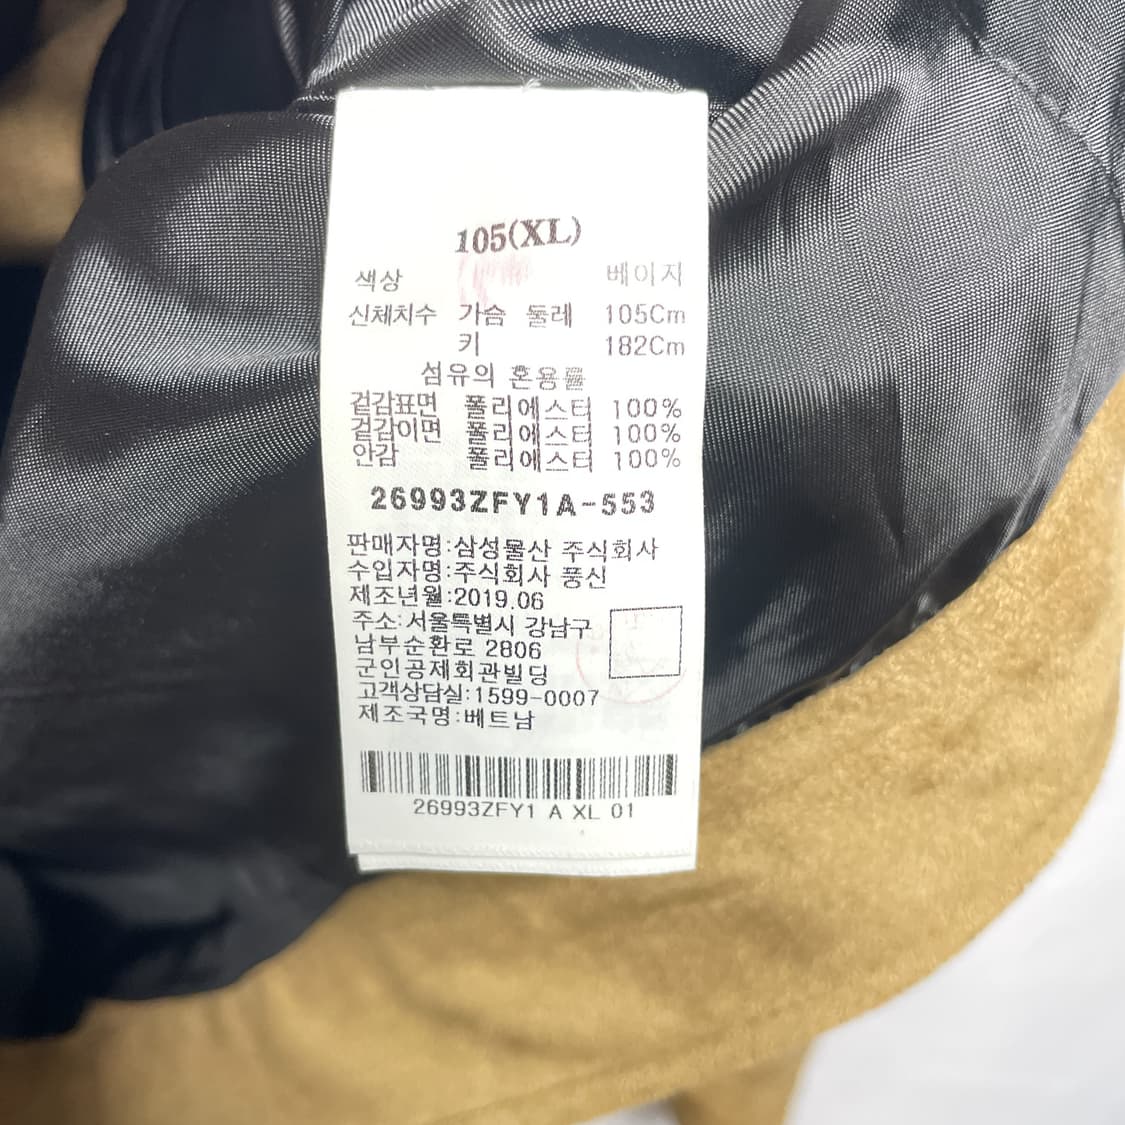 105(XL)
색상 베이지
신체치수 가슴 둘레 105Cm
키 182Cm
섬유의 혼용률
겉감표면 폴리에스터 100%
겉감이면 폴리에스터 100%
안감 폴리에스터 100%
26993ZFY1A-553
판매자명:삼성물산 주식회사
수입자명:주식회사 풍신
제조년월:2019.06
주소:서울특별시 강남구
남부순환로 2806
군인공제회관빌딩
고객상담실:1599-0007
제조국명:베트남
26993ZFY1 A XL 01